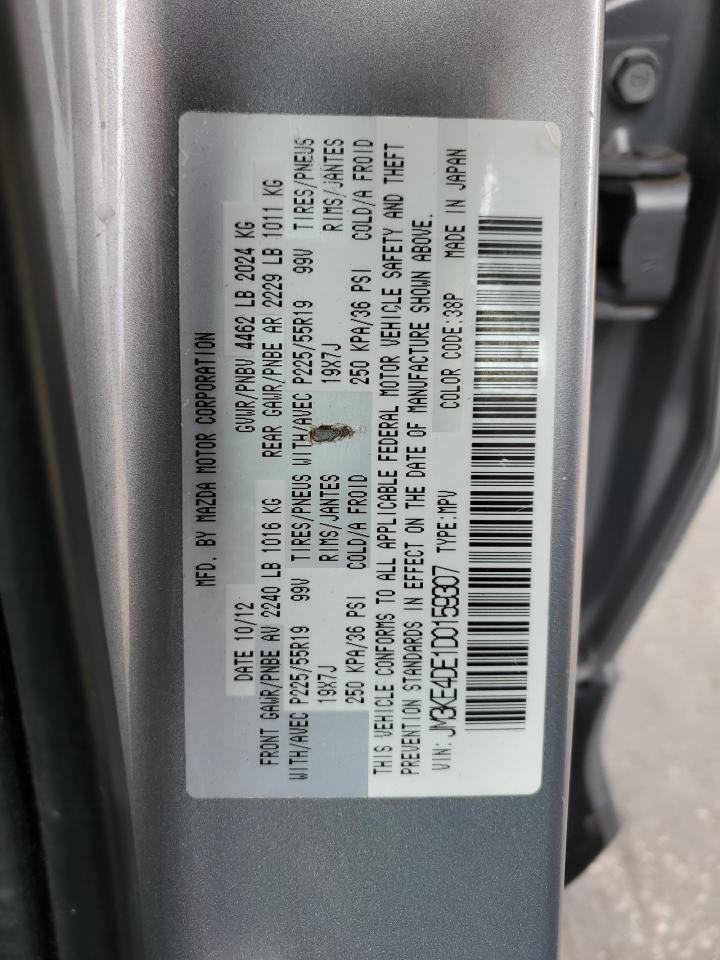 MFD. BY MAZDA MOTOR CORPORATION
DATE 10/12 GVWR/PNBV 4462 LB 2024 KG
FRONT GAWR/PNBE AV 2240 LB 1016 KG REAR GAWR/PNBE AR 2229 LB 1011 KG
WITH/AVEC P225/55R19 99V TIRES/PNEUS WITH/AVEC P225/55R19 99V TIRES/PNEUS
19X7J RIMS/JANTES 19X7J RIMS/JANTES
250 KPA/36 PSI COLD/A FROID 250 KPA/36 PSI COLD/A FROID
THIS VEHICLE CONFORMS TO ALL APPLICABLE FEDERAL MOTOR VEHICLE SAFETY AND THEFT
PREVENTION STANDARDS IN EFFECT ON THE DATE OF MANUFACTURE SHOWN ABOVE.
VIN: JM3KE4DE1D0159307 TYPE:MPV COLOR CODE:38P MADE IN JAPAN